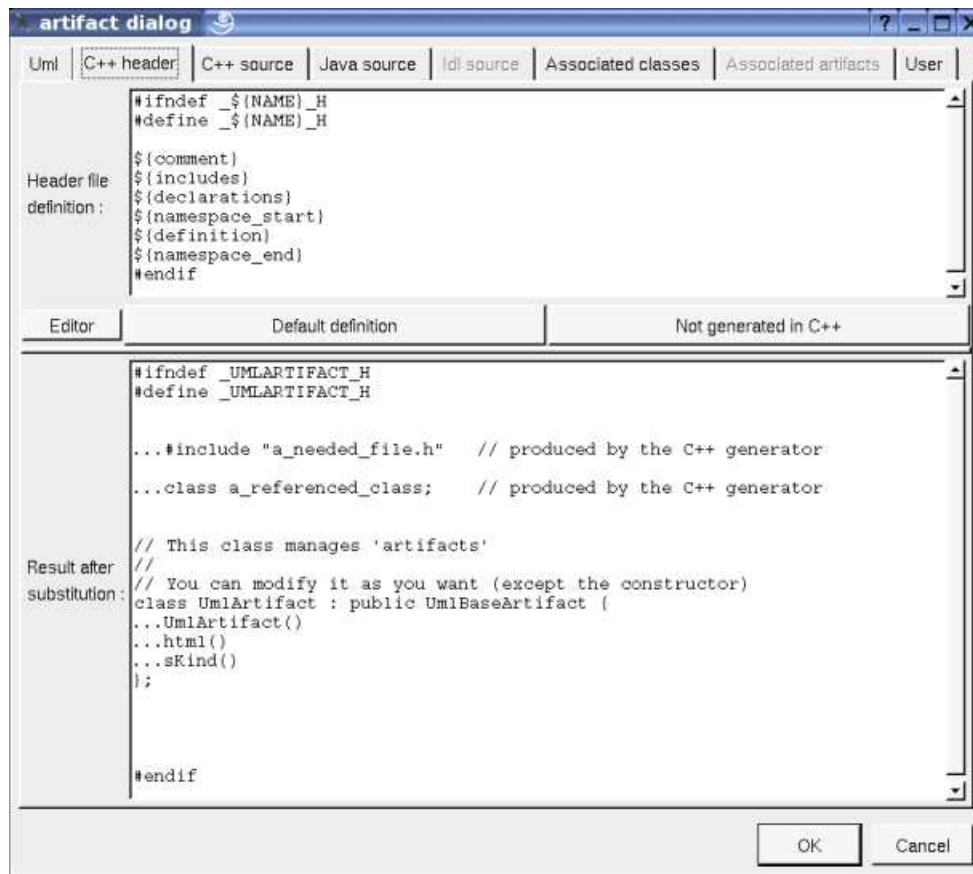 artifact dialog
Uml C++ header C++ source Java source Idl source Associated classes Associated artifacts User
Header file
definition :
#ifndef _${NAME}_H
#define _${NAME}_H
${comment}
${includes}
${declarations}
${namespace_start}
${definition}
${namespace_end}
#endif
Editor Default definition Not generated in C++
Result after
substitution :
#ifndef _UMLARTIFACT_H
#define _UMLARTIFACT_H
...#include "a_needed_file.h" // produced by the C++ generator
...class a_referenced_class; // produced by the C++ generator
// This class manages 'artifacts'
//
// You can modify it as you want (except the constructor)
class UmlArtifact : public UmlBaseArtifact {
...UmlArtifact()
...html()
...sKind()
};
#endif
OK Cancel